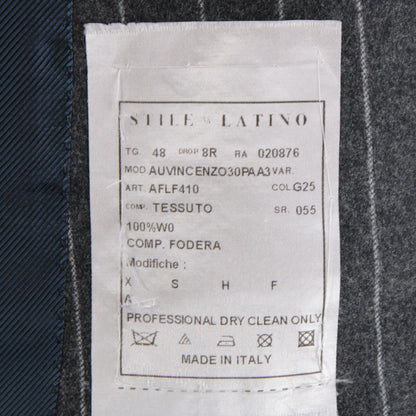 STILE LATINO
TG. 48 DROP 8R RA 020876
MOD AUVINCENZO30PAA3 VAR.
ART. AFLF410 COL G25
COMP. TESSUTO SR. 055
100%WO
COMP. FODERA
Modifiche :
X S H F
A
PROFESSIONAL DRY CLEAN ONLY
MADE IN ITALY